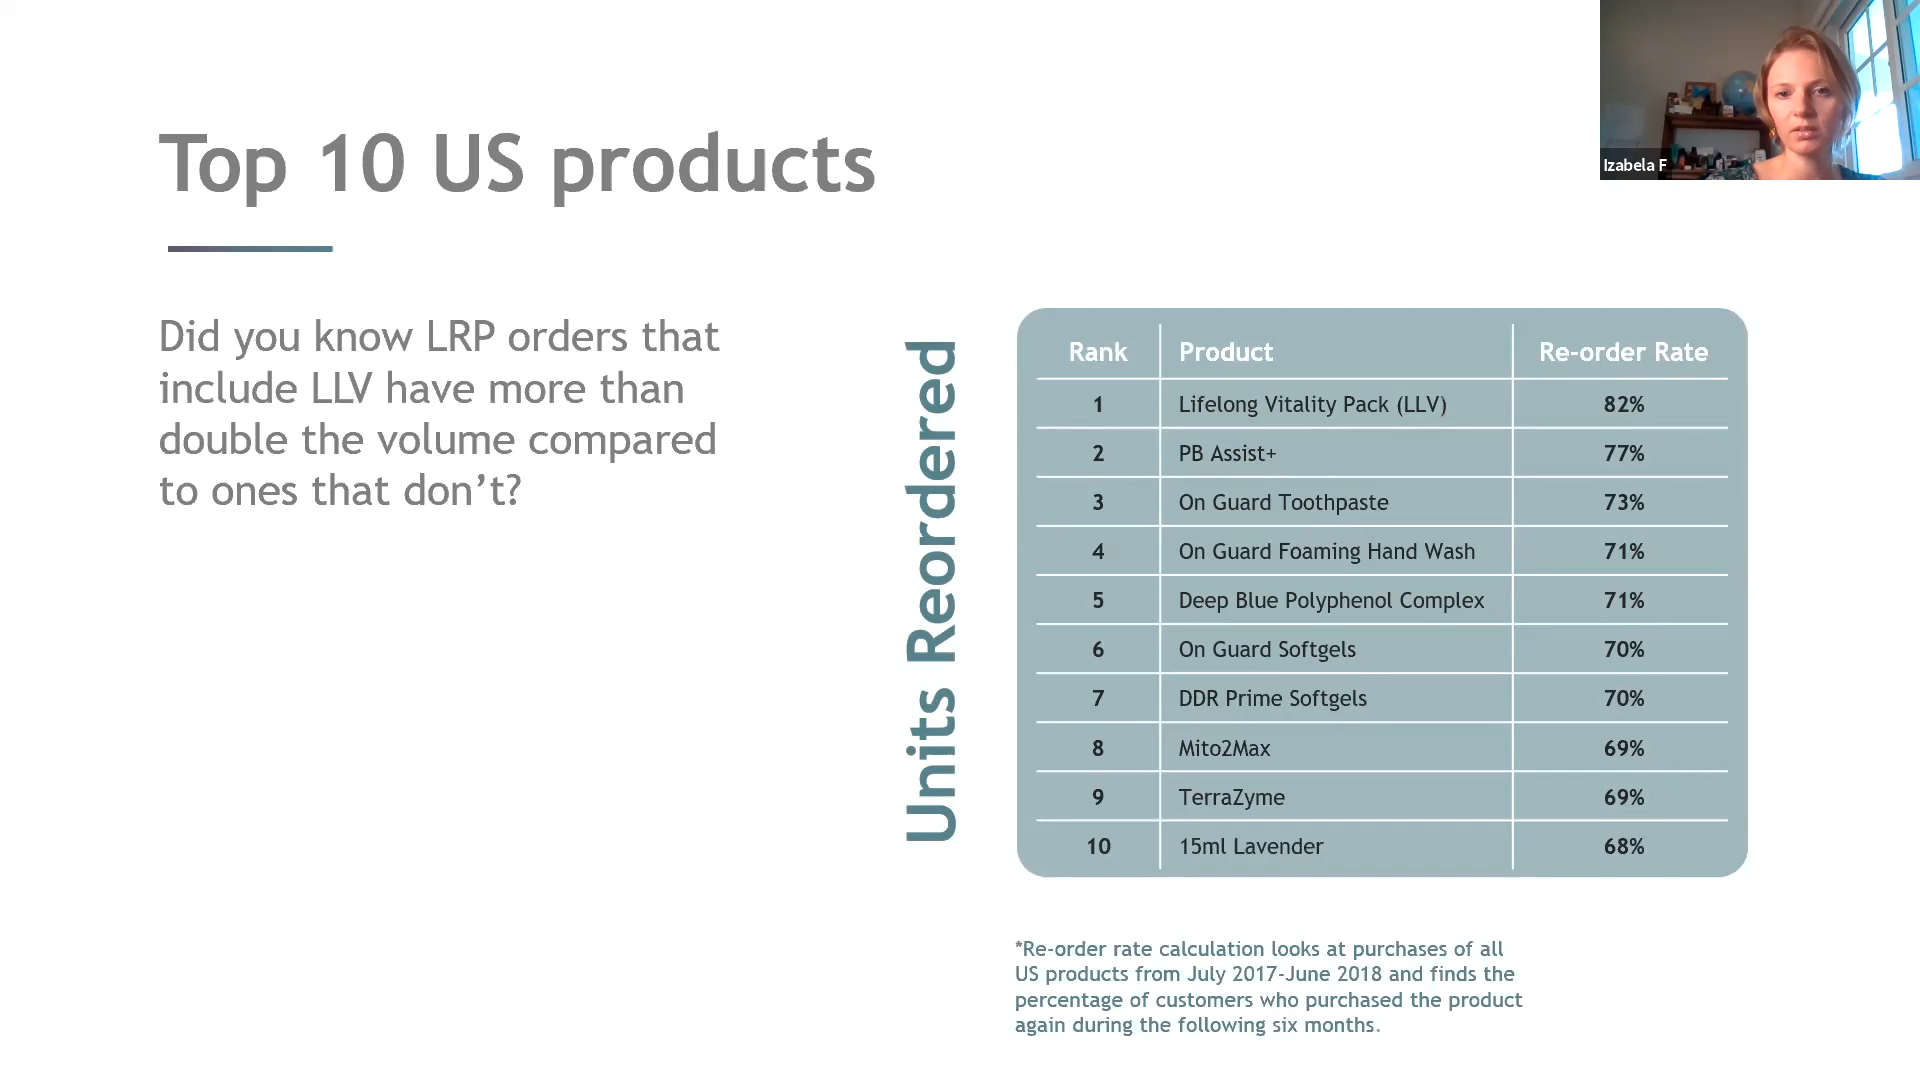 Izabela F
Top 10 US products
Did you know LRP orders that
include LLV have more than
double the volume compared
to ones that don’t?
Units Reordered
Rank Product Re-order Rate
1 Lifelong Vitality Pack (LLV) 82%
2 PB Assist+ 77%
3 On Guard Toothpaste 73%
4 On Guard Foaming Hand Wash 71%
5 Deep Blue Polyphenol Complex 71%
6 On Guard Softgels 70%
7 DDR Prime Softgels 70%
8 Mito2Max 69%
9 TerraZyme 69%
10 15ml Lavender 68%
*Re-order rate calculation looks at purchases of all
US products from July 2017-June 2018 and finds the
percentage of customers who purchased the product
again during the following six months.